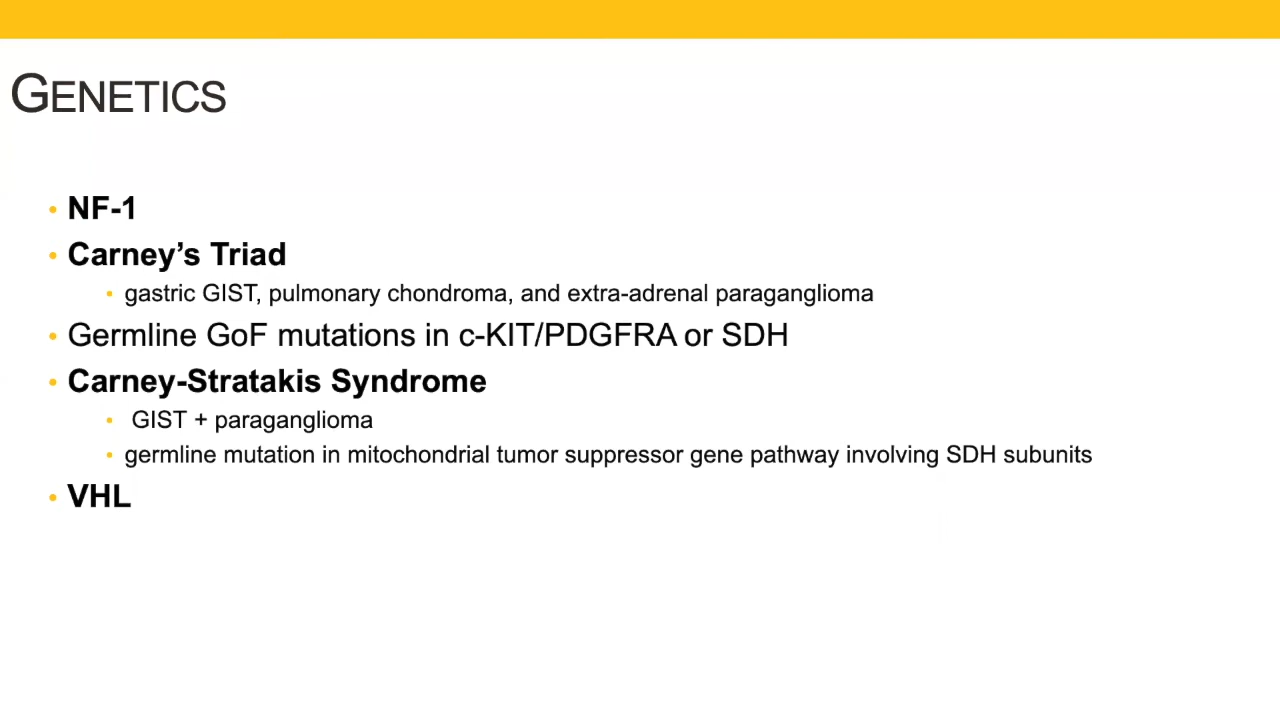 GENETICS
• NF-1
• Carney’s Triad
• gastric GIST, pulmonary chondroma, and extra-adrenal paraganglioma
• Germline GoF mutations in c-KIT/PDGFRA or SDH
• Carney-Stratakis Syndrome
• GIST + paraganglioma
• germline mutation in mitochondrial tumor suppressor gene pathway involving SDH subunits
• VHL